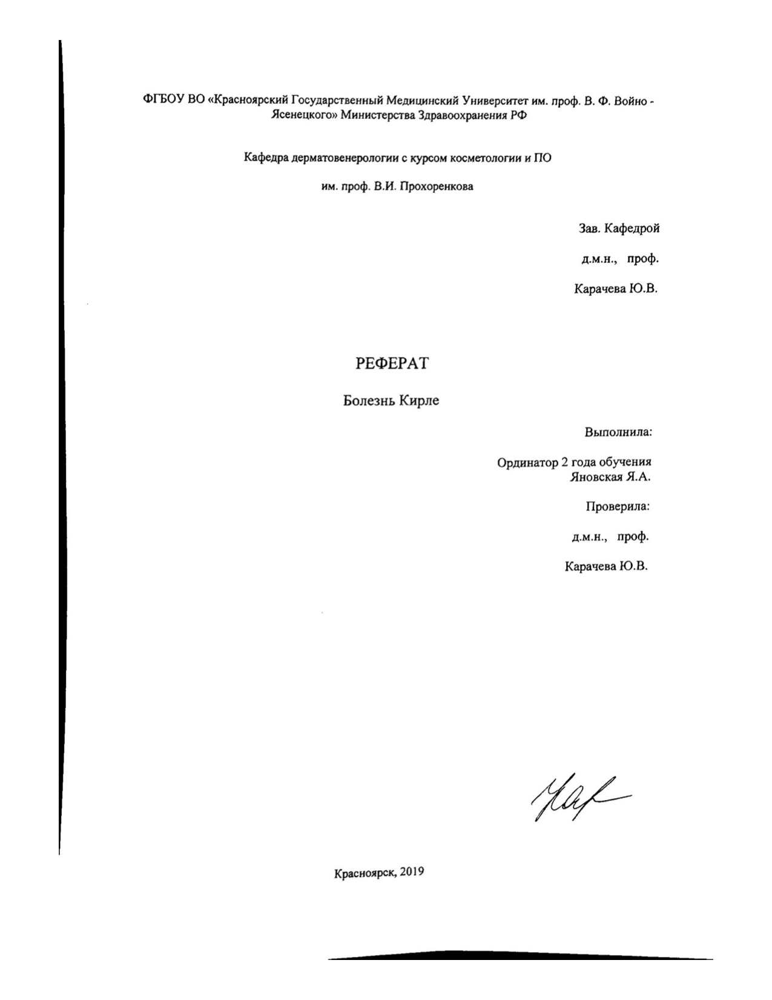 ФГБОУ ВО «Красноярский Государственный Медицинский Университет им. проф. В. Ф. Войно -
Ясенецкого» Министерства Здравоохранения РФ
Кафедра дерматовенерологии с курсом косметологии и ПО
им. проф. В.И. Прохоренкова
Зав. Кафедрой
д.м.н., проф.
Карачева Ю.В.
РЕФЕРАТ
Болезнь Кирле
Выполнила:
Ординатор 2 года обучения
Яновская Я.А.
Проверила:
д.м.н., проф.
Карачева Ю.В.
Красноярск, 2019